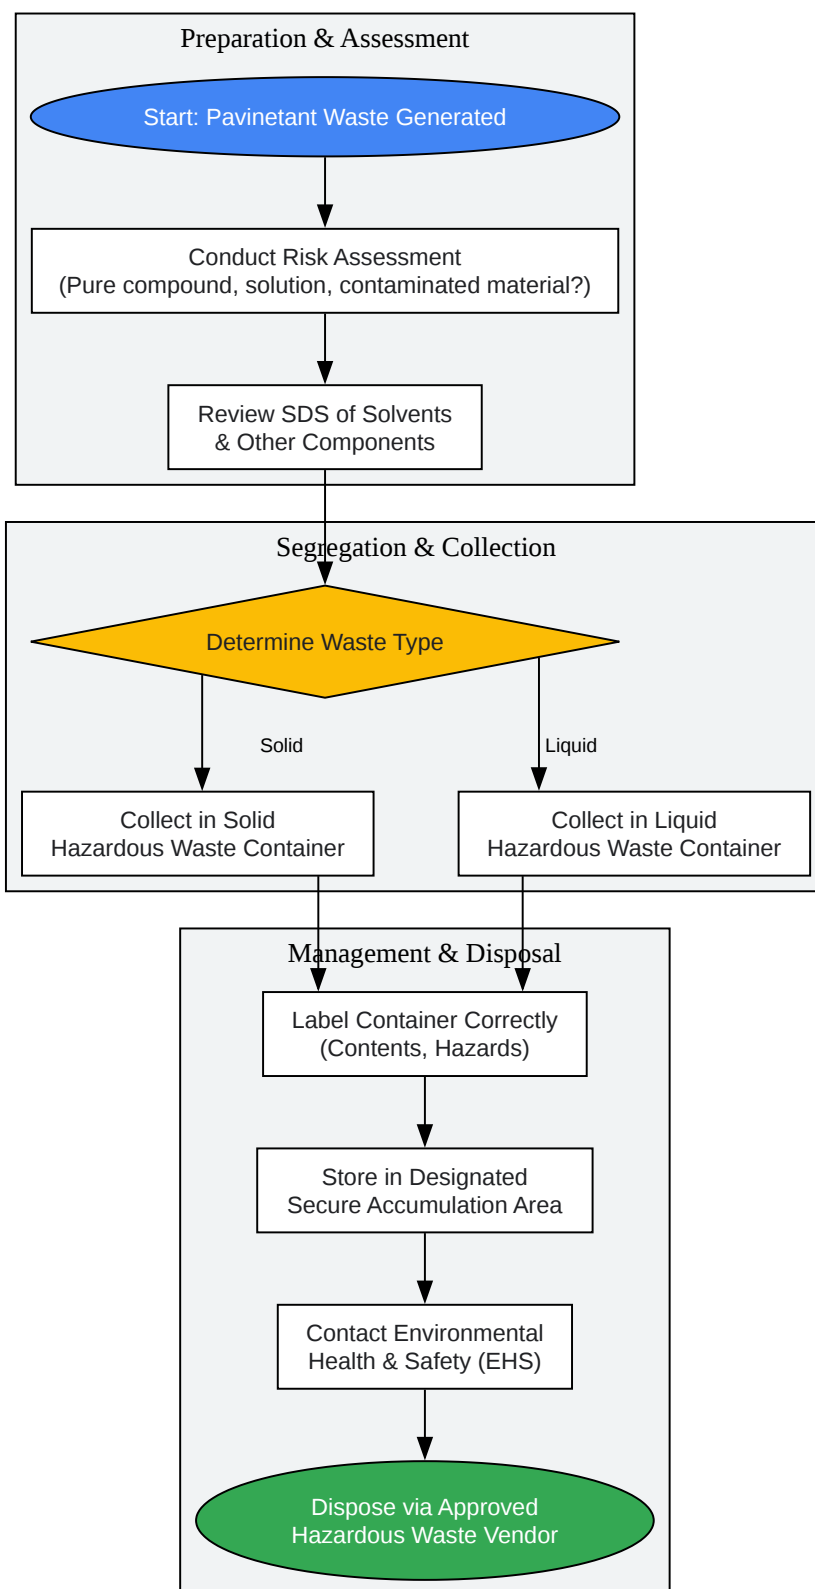 Preparation & Assessment
Start: Pavinetant Waste Generated
Conduct Risk Assessment
(Pure compound, solution, contaminated material?)
Review SDS of Solvents
& Other Components
Segregation & Collection
Determine Waste Type
Solid
Liquid
Collect in Solid
Hazardous Waste Container
Collect in Liquid
Hazardous Waste Container
Management & Disposal
Label Container Correctly
(Contents, Hazards)
Store in Designated
Secure Accumulation Area
Contact Environmental
Health & Safety (EHS)
Dispose via Approved
Hazardous Waste Vendor